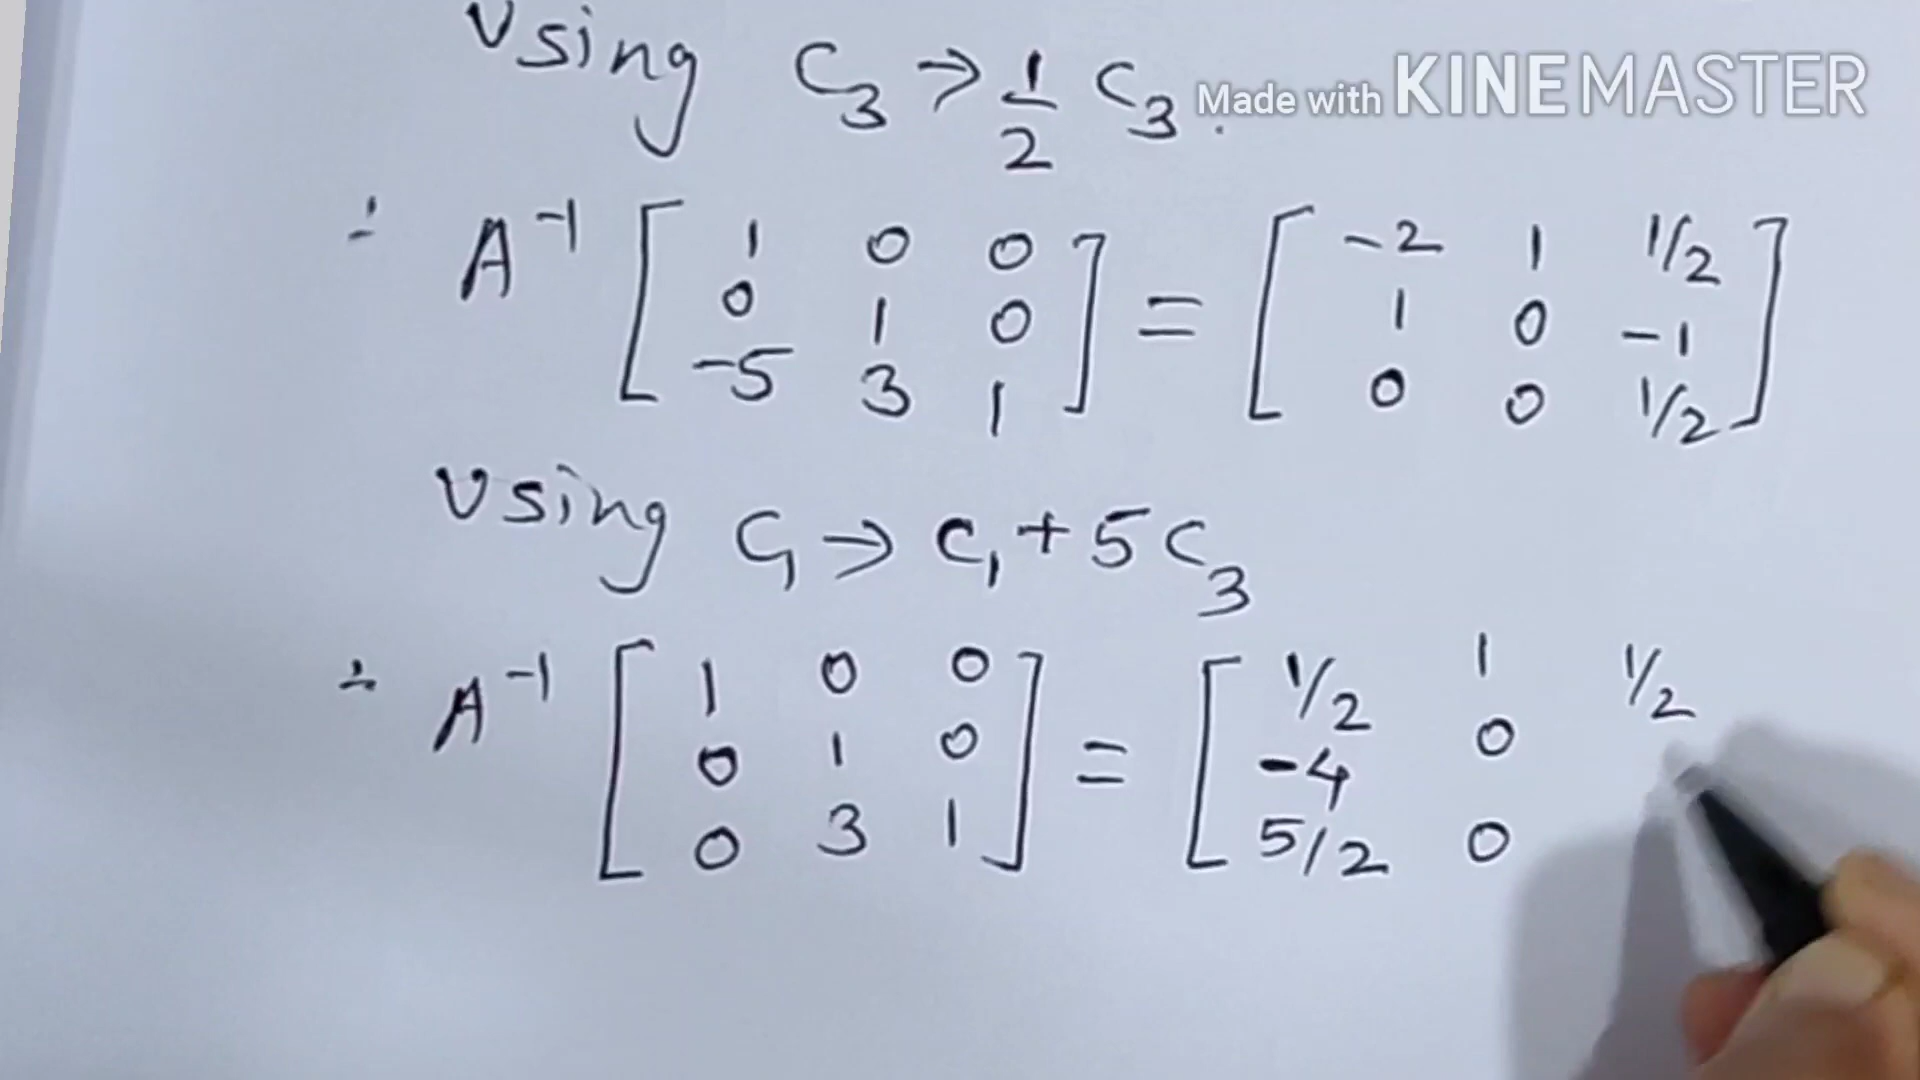 Using C₃ → 1/2 C₃.
Made with KINEMASTER
∴ A⁻¹ [ 1 0 0 ] = [ -2 1 1/2 ]
[ 0 1 0 ] [ 1 0 -1 ]
[ -5 3 1 ] [ 0 0 1/2 ]
Using C₁ → C₁ + 5C₃
∴ A⁻¹ [ 1 0 0 ] = [ 1/2 1 1/2
[ 0 1 0 ] [ -4 0
[ 0 3 1 ] [ 5/2 0